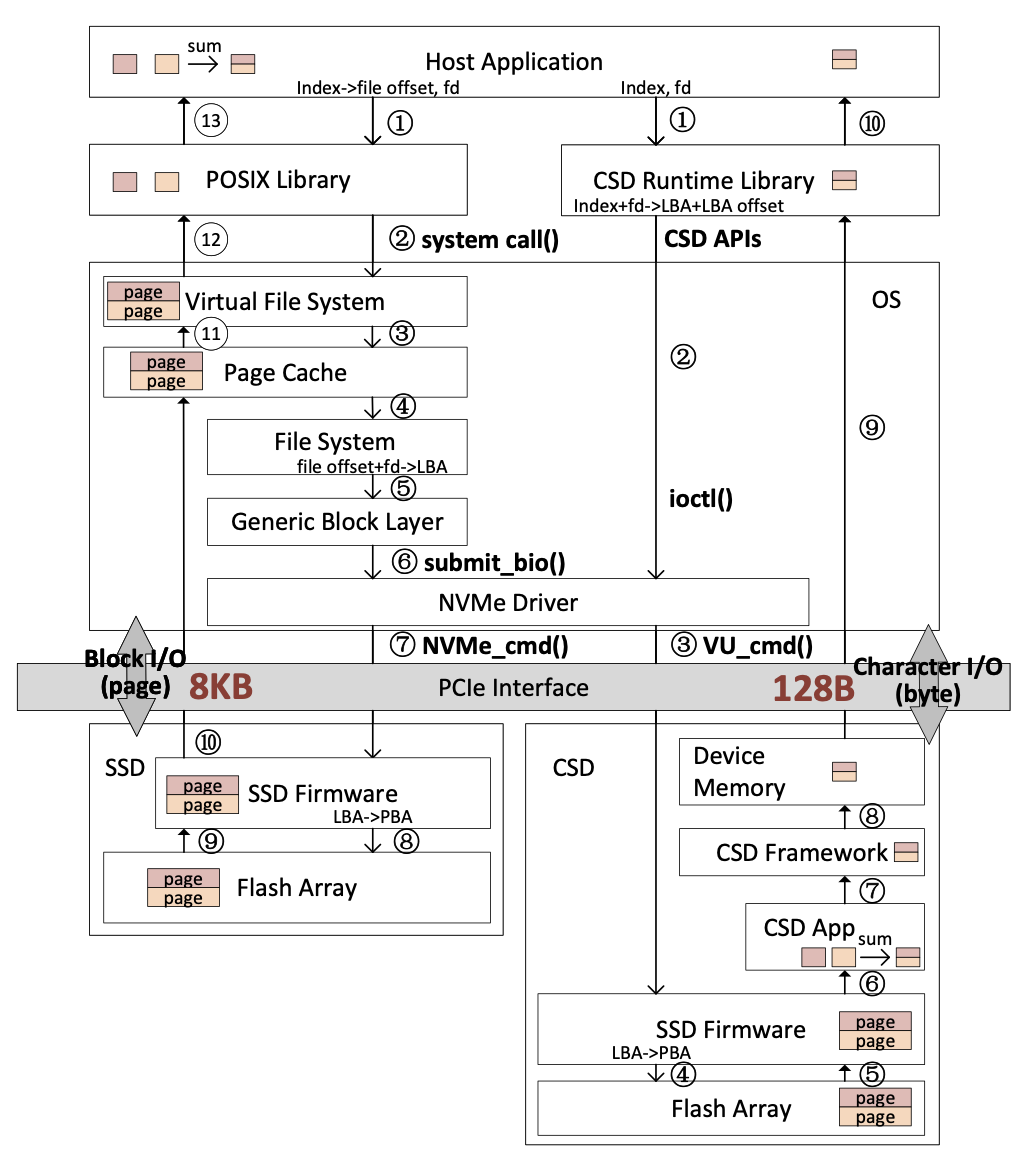 sum
Host Application
Index->file offset, fd
Index, fd
⑬
①
①
⑩
POSIX Library
CSD Runtime Library
Index+fd->LBA+LBA offset
⑫
② system call()
CSD APIs
page
page
Virtual File System
OS
⑪
③
page
page
Page Cache
②
④
⑨
File System
file offset+fd->LBA
⑤
Generic Block Layer
ioctl()
⑥ submit_bio()
NVMe Driver
⑦ NVMe_cmd()
③ VU_cmd()
Block I/O
(page)
8KB
PCIe Interface
128B
Character I/O
(byte)
⑩
SSD
page
page
SSD Firmware
LBA->PBA
⑨
⑧
page
page
Flash Array
CSD
Device
Memory
⑧
CSD Framework
⑦
CSD App
sum
⑥
SSD Firmware
LBA->PBA
page
page
④
⑤
Flash Array
page
page